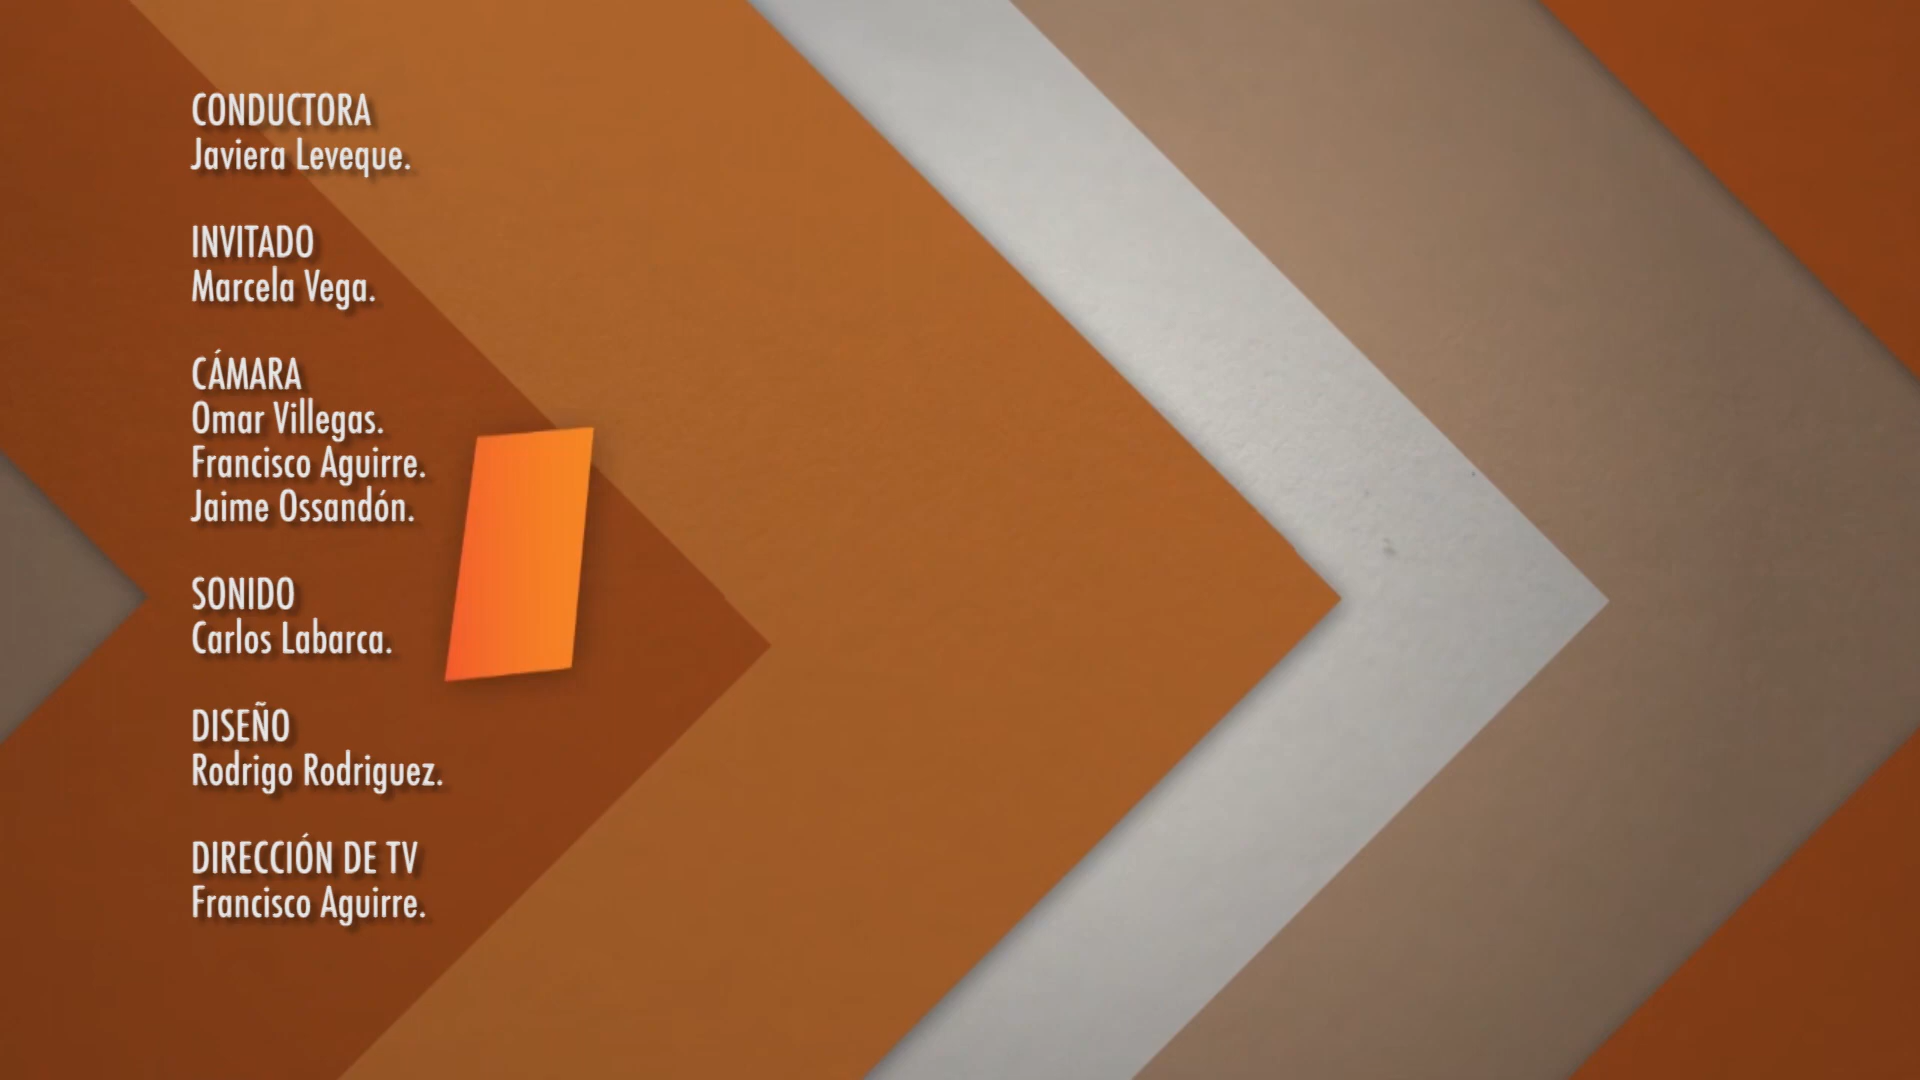 CONDUCTORA
Javiera Leveque.
INVITADO
Marcela Vega.
CÁMARA
Omar Villegas.
Francisco Aguirre.
Jaime Ossandón.
SONIDO
Carlos Labarca.
DISEÑO
Rodrigo Rodriguez.
DIRECCIÓN DE TV
Francisco Aguirre.